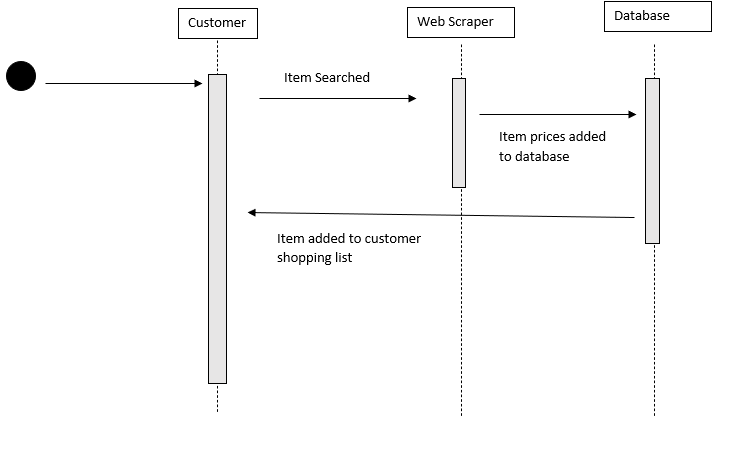 Customer
Web Scraper
Database
Item Searched
Item prices added
to database
Item added to customer
shopping list